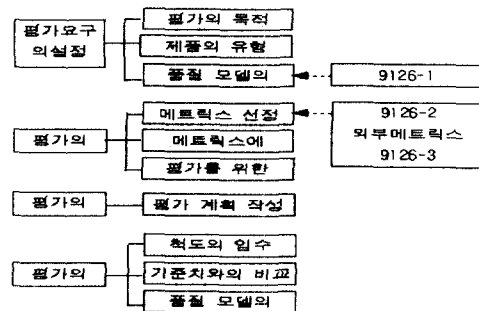 평가요구
의설정
평가의 목적
제품의 유형
품질 모델의
9126-1
평가의
메트릭스 선정
메트릭스에
평가를 위한
9126-2
외부메트릭스
9126-3
평가의
평가 계획 작성
평가의
척도의 입수
기준치와의 비교
품질 모델의